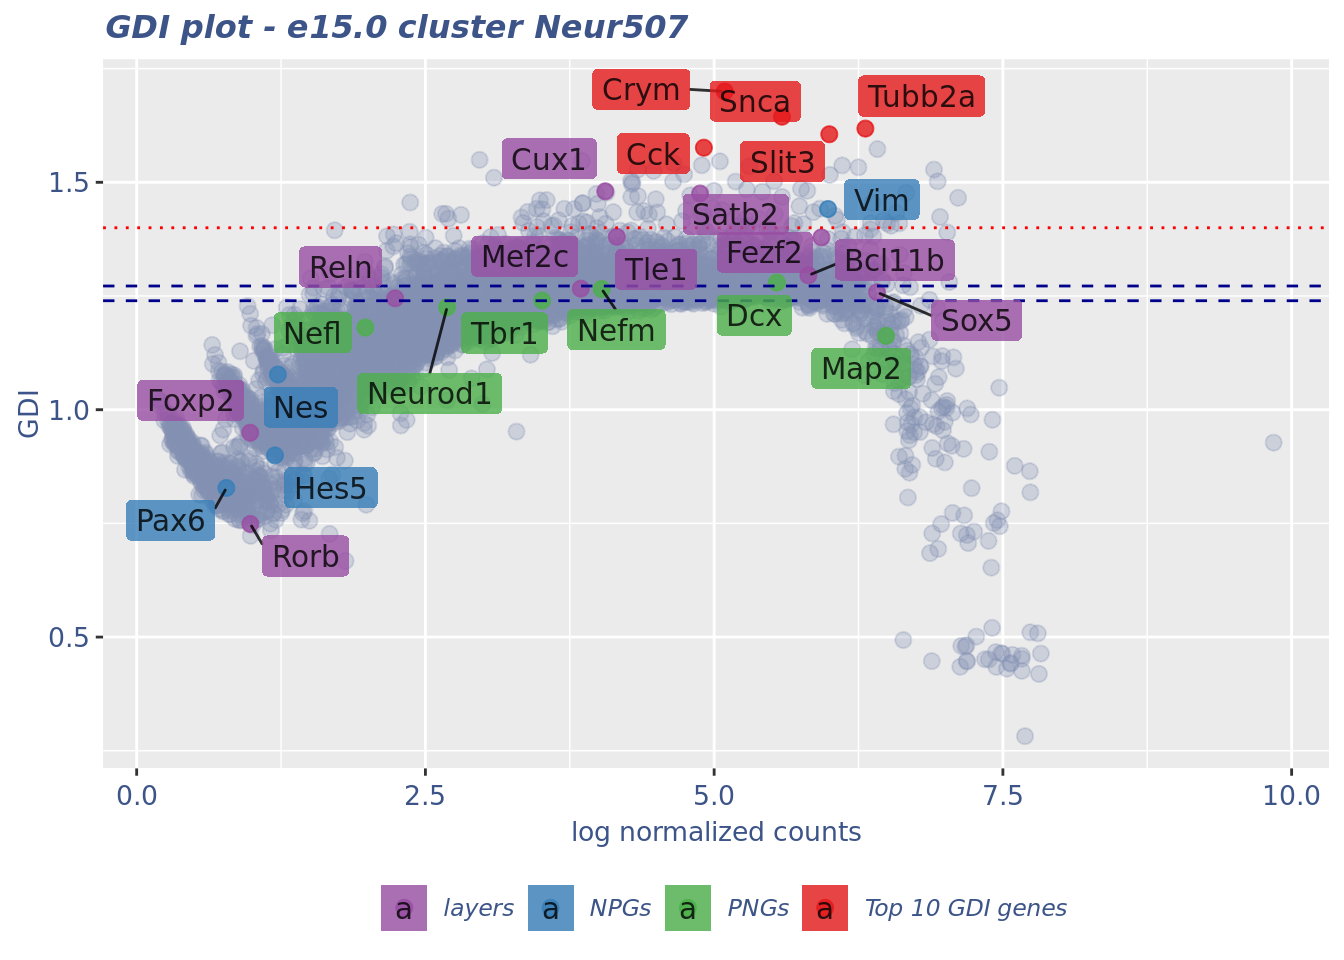 GDI plot - e15.0 cluster Neur507
Crym
Snca
Tubb2a
Cux1
Cck
Slit3
1.5
Vim
Satb2
Mef2c
Fezf2
Bcl11b
Reln
Tle1
Nefl
Tbr1
Nefm
Dcx
Sox5
Map2
Neurod1
Foxp2
Nes
1.0
GDI
Hes5
Pax6
Rorb
0.5
0.0
2.5
5.0
7.5
10.0
log normalized counts
a layers a NPGs a PNGs a Top 10 GDI genes